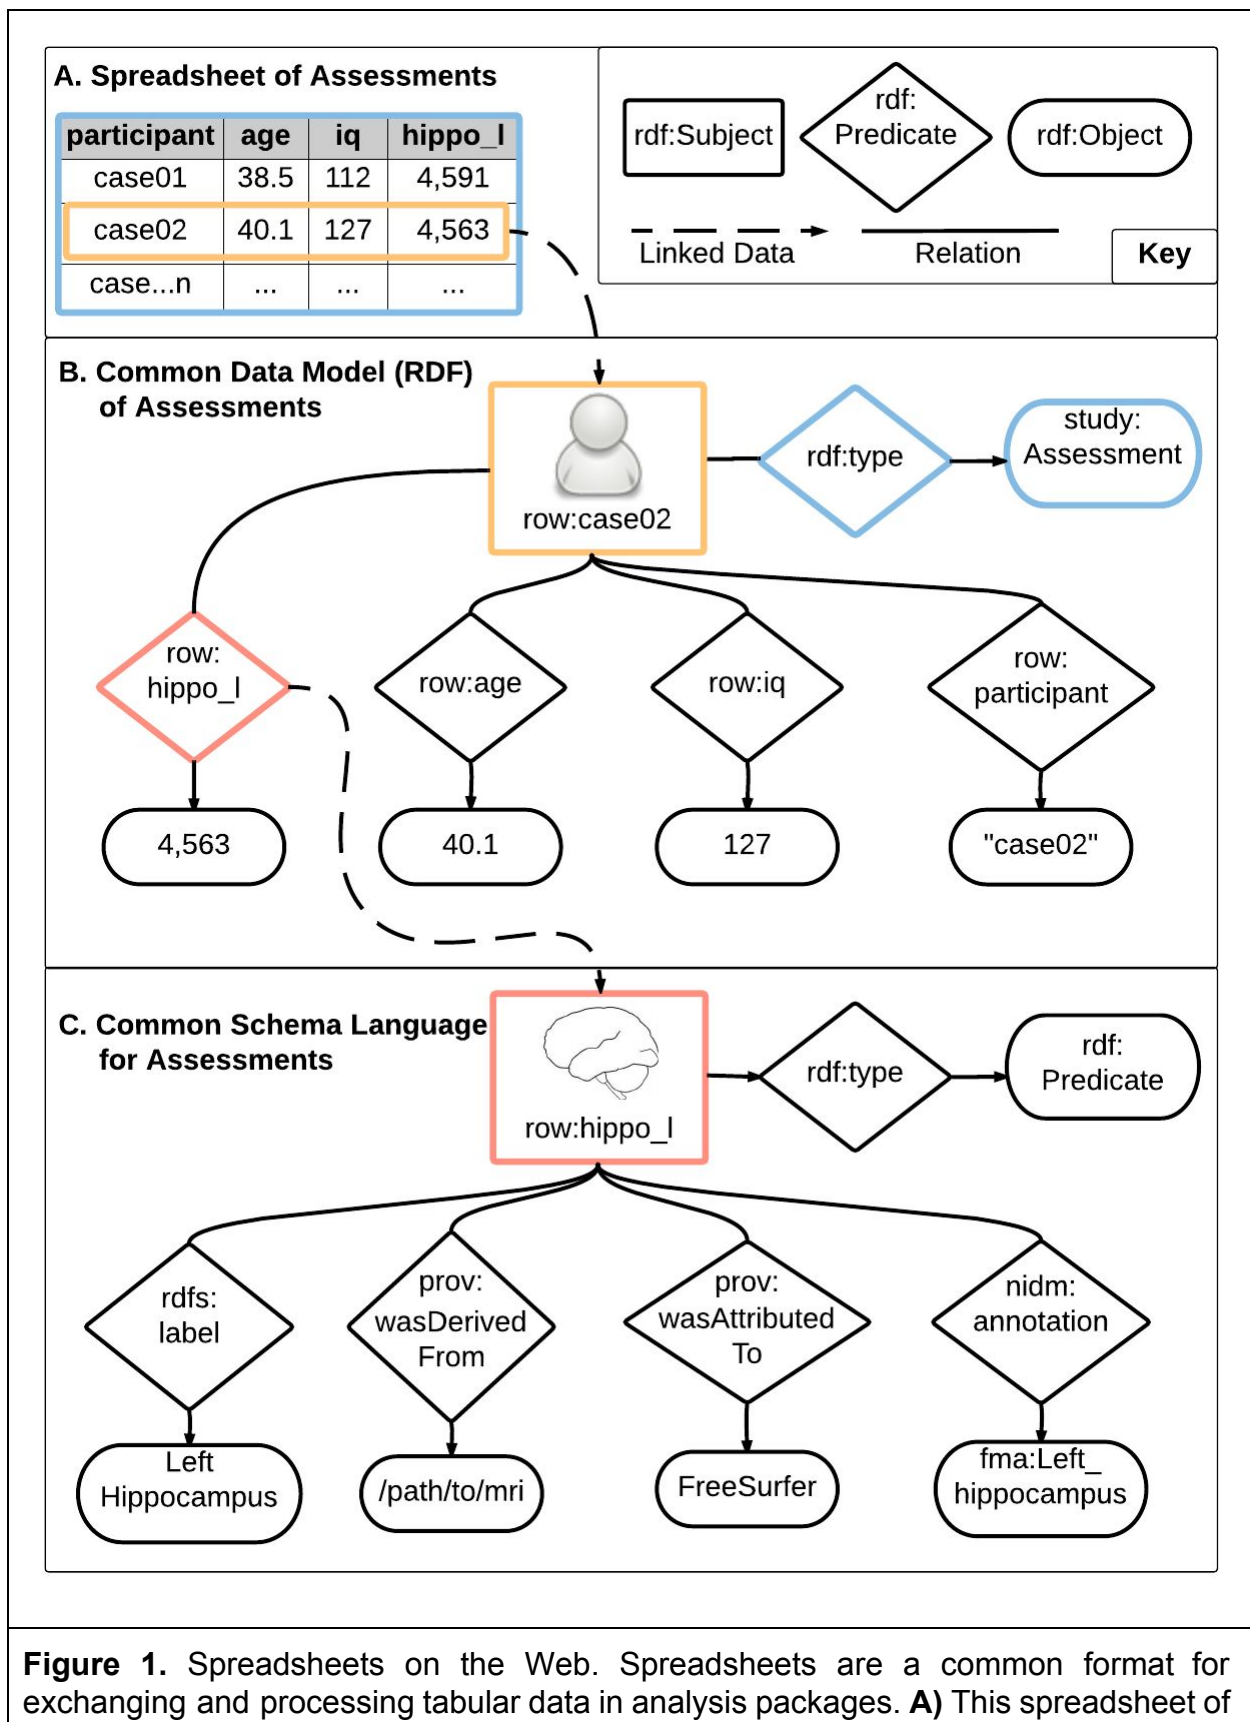 A. Spreadsheet of Assessments
participant age iq hippo_l
case01 38.5 112 4,591
case02 40.1 127 4,563
case...n ... ... ...
rdf:Subject
rdf:
Predicate
rdf:Object
Linked Data
Relation
Key
B. Common Data Model (RDF)
of Assessments
row:case02
rdf:type
study:
Assessment
row:
hippo_l
row:age
row:iq
row:
participant
4,563
40.1
127
"case02"
C. Common Schema Language
for Assessments
row:hippo_l
rdf:type
rdf:
Predicate
rdfs:
label
prov:
wasDerived
From
prov:
wasAttributed
To
nidm:
annotation
Left
Hippocampus
/path/to/mri
FreeSurfer
fma:Left_
hippocampus
Figure 1. Spreadsheets on the Web. Spreadsheets are a common format for
exchanging and processing tabular data in analysis packages. A) This spreadsheet of